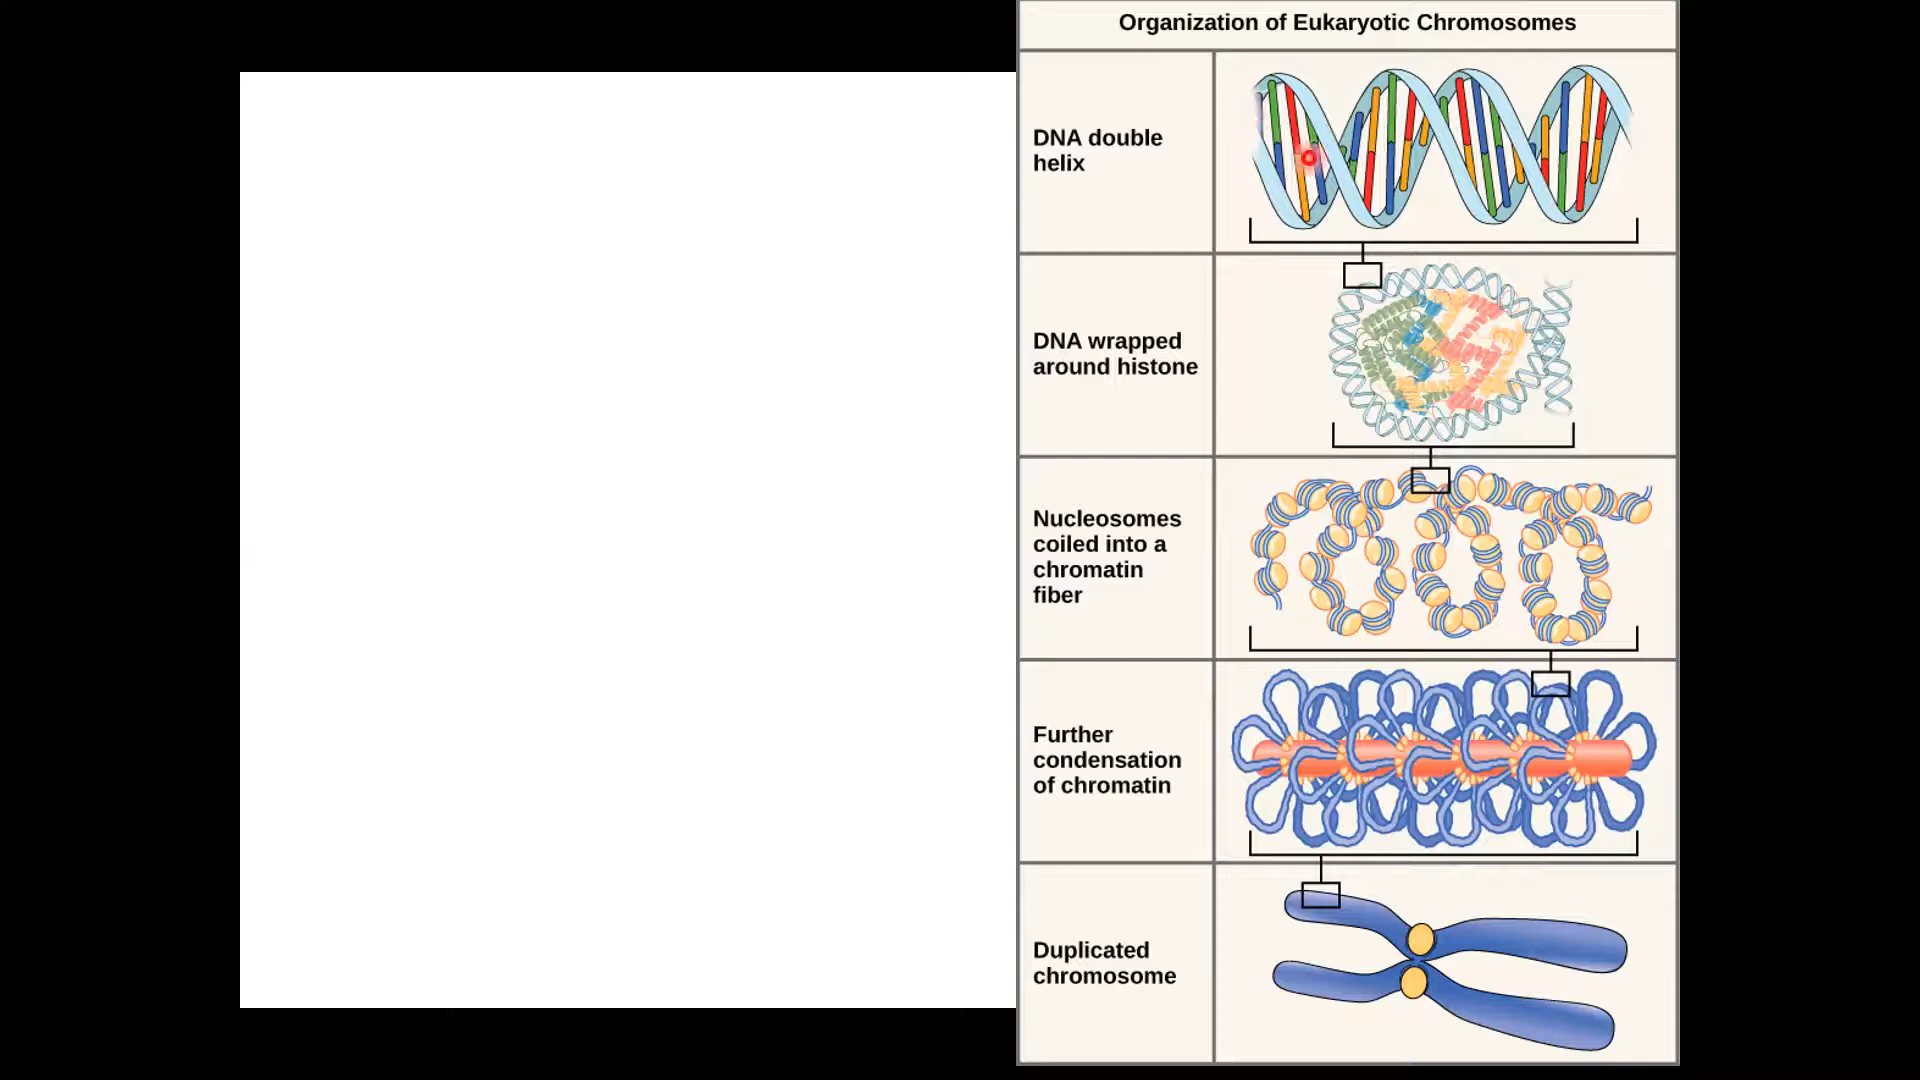 Organization of Eukaryotic Chromosomes
DNA double
helix
DNA wrapped
around histone
Nucleosomes
coiled into a
chromatin
fiber
Further
condensation
of chromatin
Duplicated
chromosome